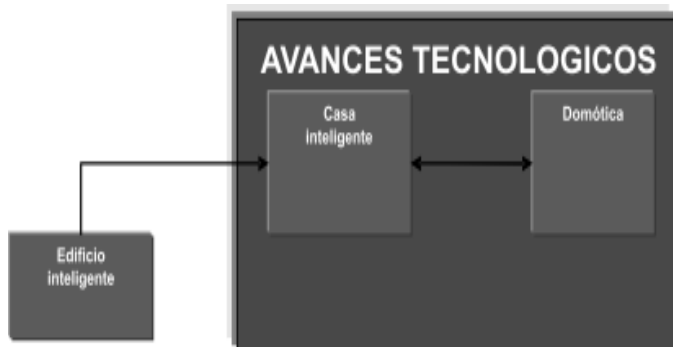 AVANCES TECNOLOGICOS
Casa
inteligente
Domótica
Edificio
inteligente